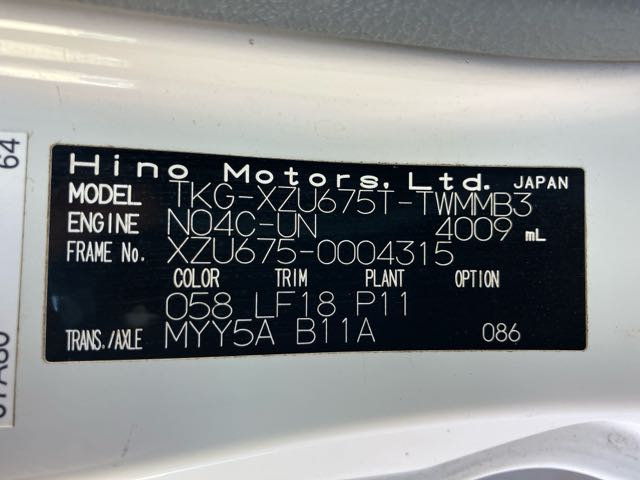 Hino Motors, Ltd. JAPAN
MODEL TKG-XZU675T-TWMMB3
ENGINE N04C-UN 4009 mL
FRAME No. XZU675-0004315
COLOR TRIM PLANT OPTION
058 LF18 P11
TRANS./AXLE MYY5A B11A 086
64